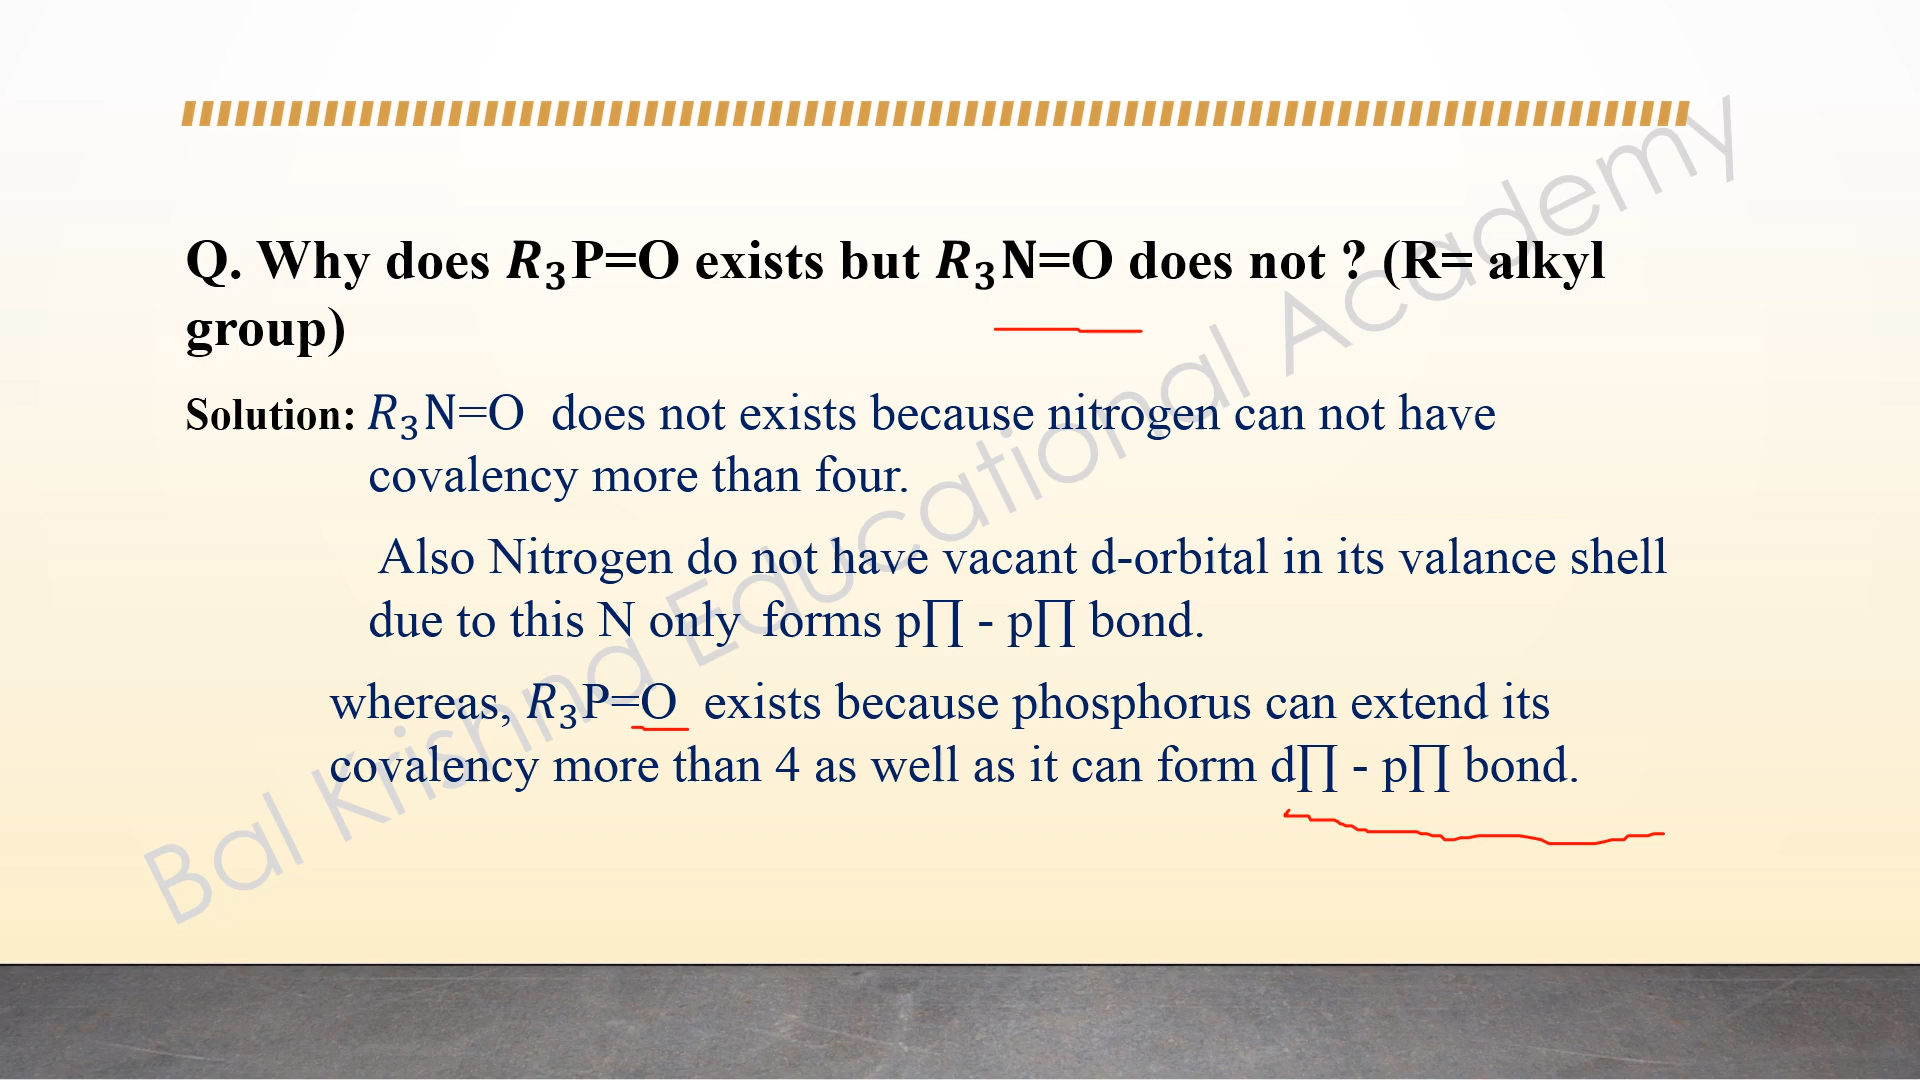 Q. Why does R₃P=O exists but R₃N=O does not ? (R= alkyl
group)
Solution: R₃N=O does not exists because nitrogen can not have
covalency more than four.
Also Nitrogen do not have vacant d-orbital in its valance shell
due to this N only forms p∏ - p∏ bond.
whereas, R₃P=O exists because phosphorus can extend its
covalency more than 4 as well as it can form d∏ - p∏ bond.
Bal Krishna Educational Academy